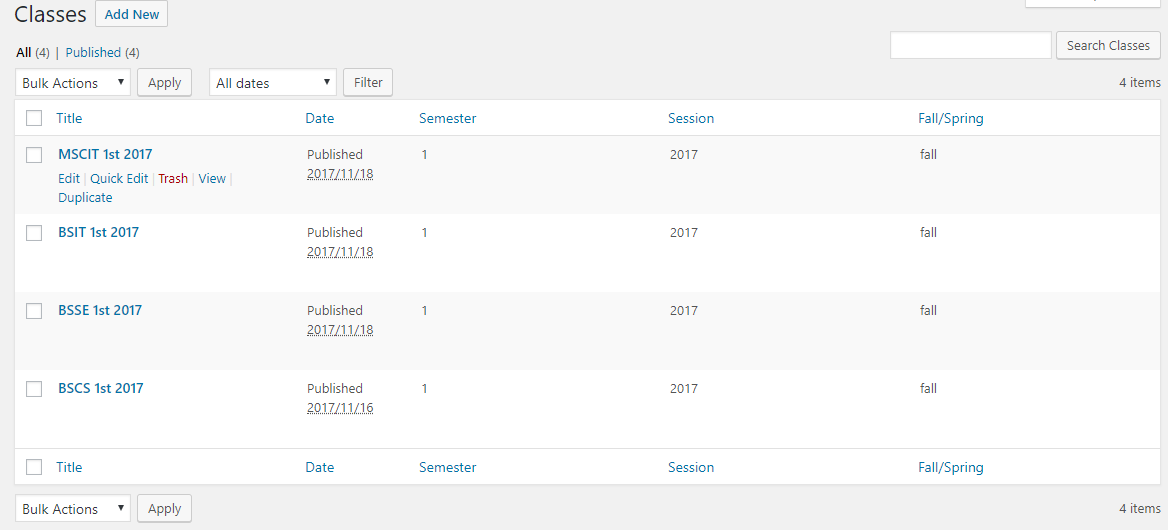 Classes Add New
All (4) | Published (4)
Search Classes
Bulk Actions Apply All dates Filter 4 items
Title Date Semester Session Fall/Spring
MSCIT 1st 2017 Published 1 2017 fall
2017/11/18
Edit | Quick Edit | Trash | View |
Duplicate
BSIT 1st 2017 Published 1 2017 fall
2017/11/18
BSSE 1st 2017 Published 1 2017 fall
2017/11/18
BSCS 1st 2017 Published 1 2017 fall
2017/11/16
Title Date Semester Session Fall/Spring
Bulk Actions Apply 4 items